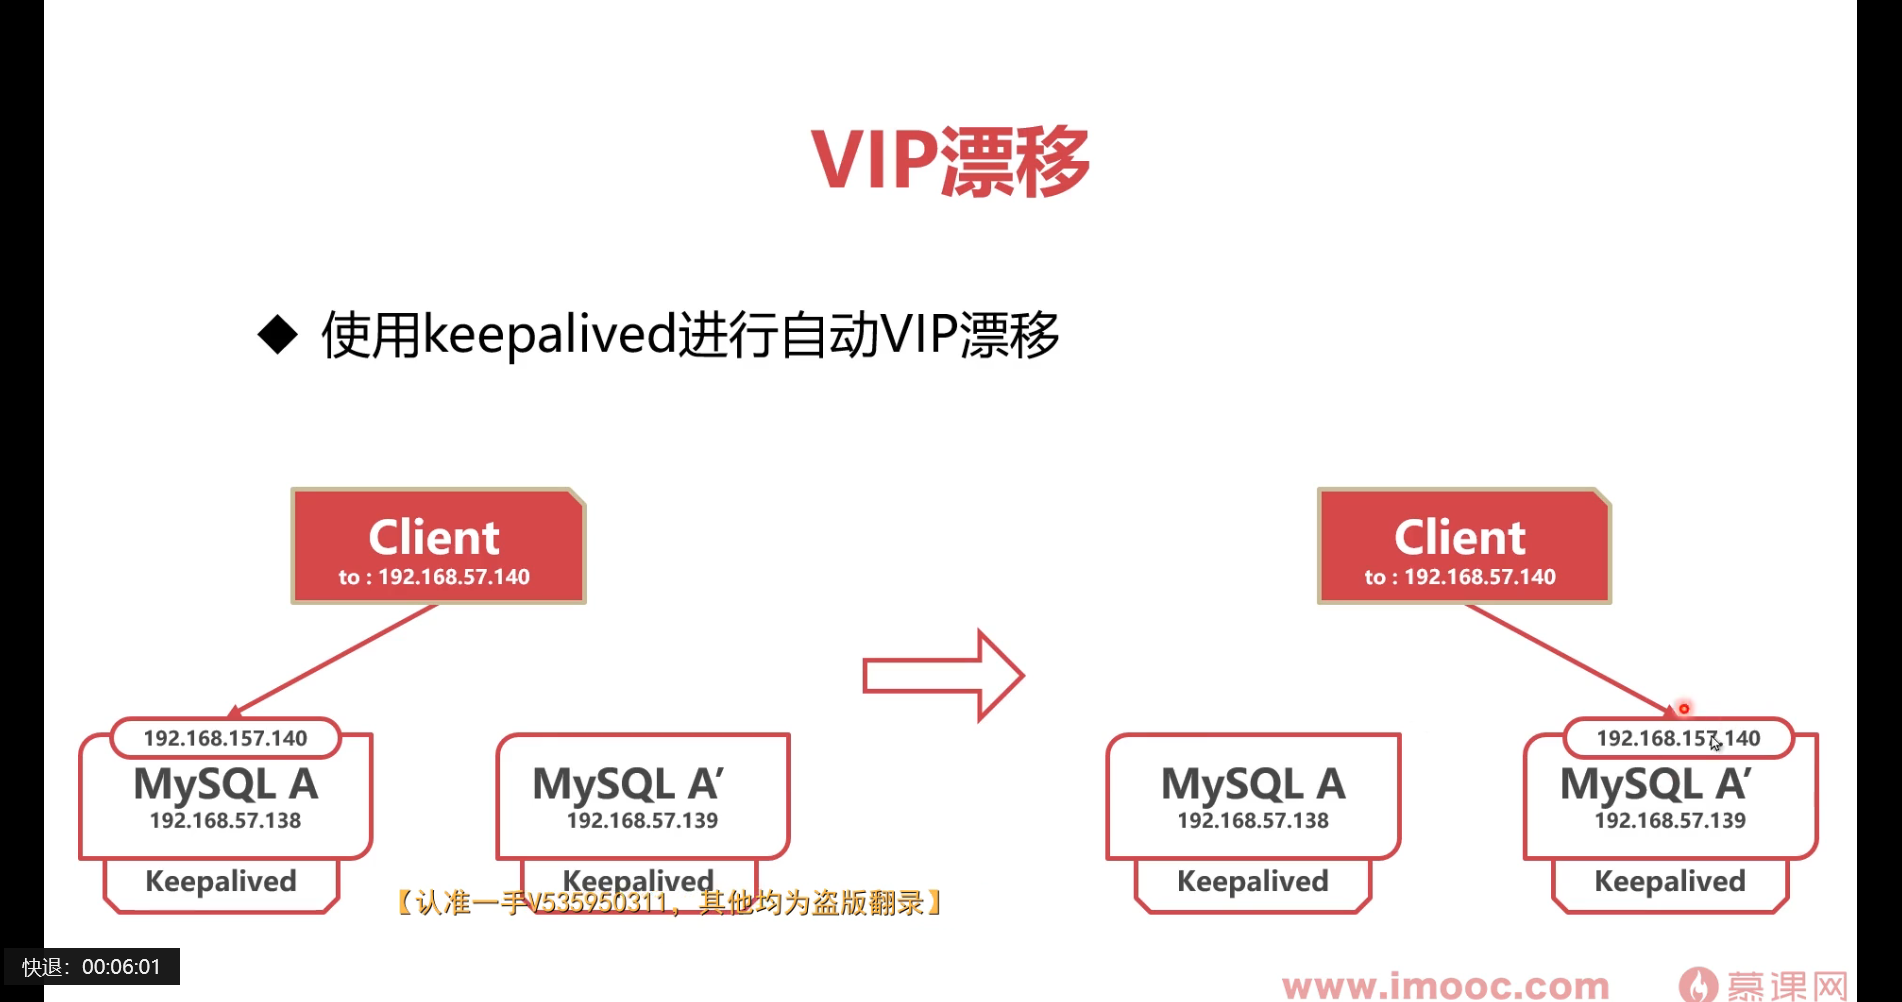 VIP漂移
◆ 使用keepalived进行自动VIP漂移
Client
to : 192.168.57.140
Client
to : 192.168.57.140
192.168.157.140
MySQL A
192.168.57.138
Keepalived
MySQL A′
192.168.57.139
Keepalived
MySQL A
192.168.57.138
Keepalived
192.168.157.140
MySQL A′
192.168.57.139
Keepalived
【认准一手V535950311，其他均为盗版翻录】
快退：00:06:01
www.imooc.com
慕课网